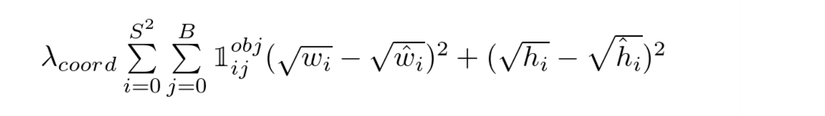 λ_{coord} \sum_{i=0}^{S^2} \sum_{j=0}^{B} 𝟙_{ij}^{obj} (\sqrt{w_i} − \sqrt{\hat{w}_i})^2 + (\sqrt{h_i} − \sqrt{\hat{h}_i})^2